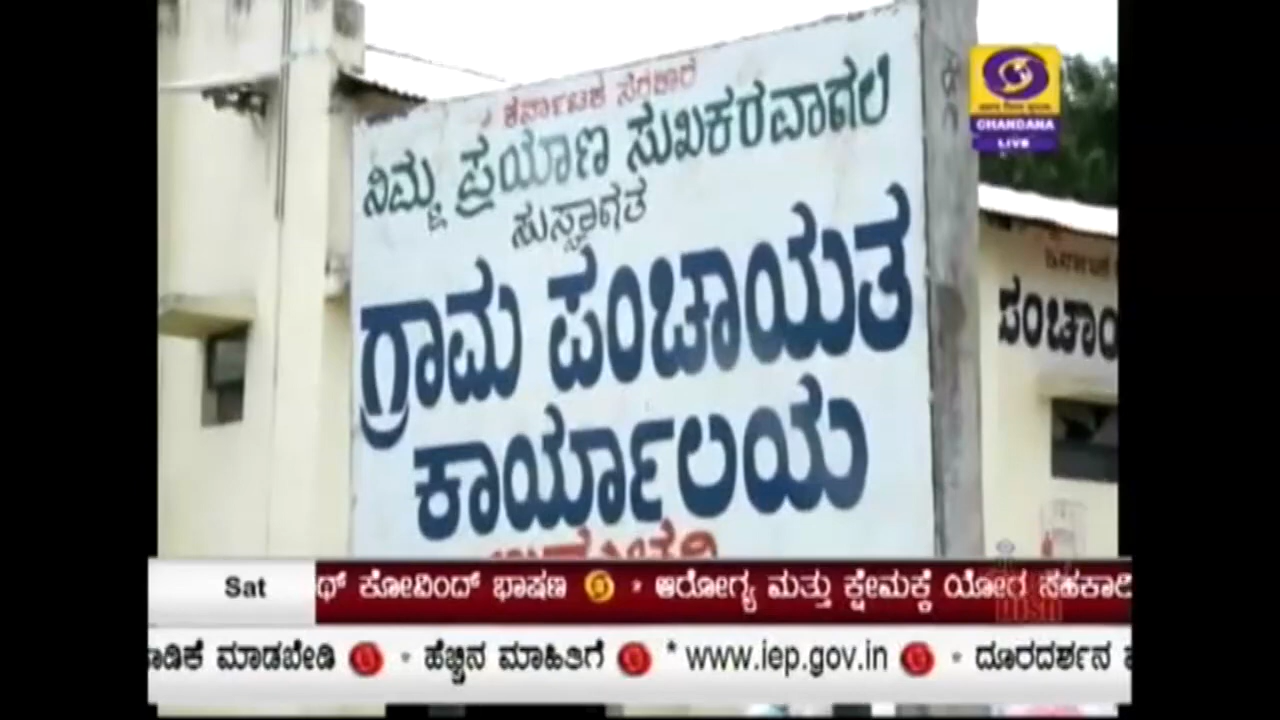 ಕರ್ನಾಟಕ ಸರಕಾರ
ನಿಮ್ಮ ಪ್ರಯಾಣ ಸುಖಕರವಾಗಲಿ
ಸುಸ್ವಾಗತ
ಗ್ರಾಮ ಪಂಚಾಯತ
ಕಾರ್ಯಾಲಯ
CHANDANA
LIVE
ಪಂಚಾಯ
Sat
ಥ್ ಕೋವಿಂದ್ ಭಾಷಣ * ಆರೋಗ್ಯ ಮತ್ತು ಕ್ಷೇಮಕ್ಕೆ ಯೋಗ ಸಹಕಾರಿ
ಮಾಡಬೇಡಿ * ಹೆಚ್ಚಿನ ಮಾಹಿತಿಗೆ * www.iep.gov.in * ದೂರದರ್ಶನ